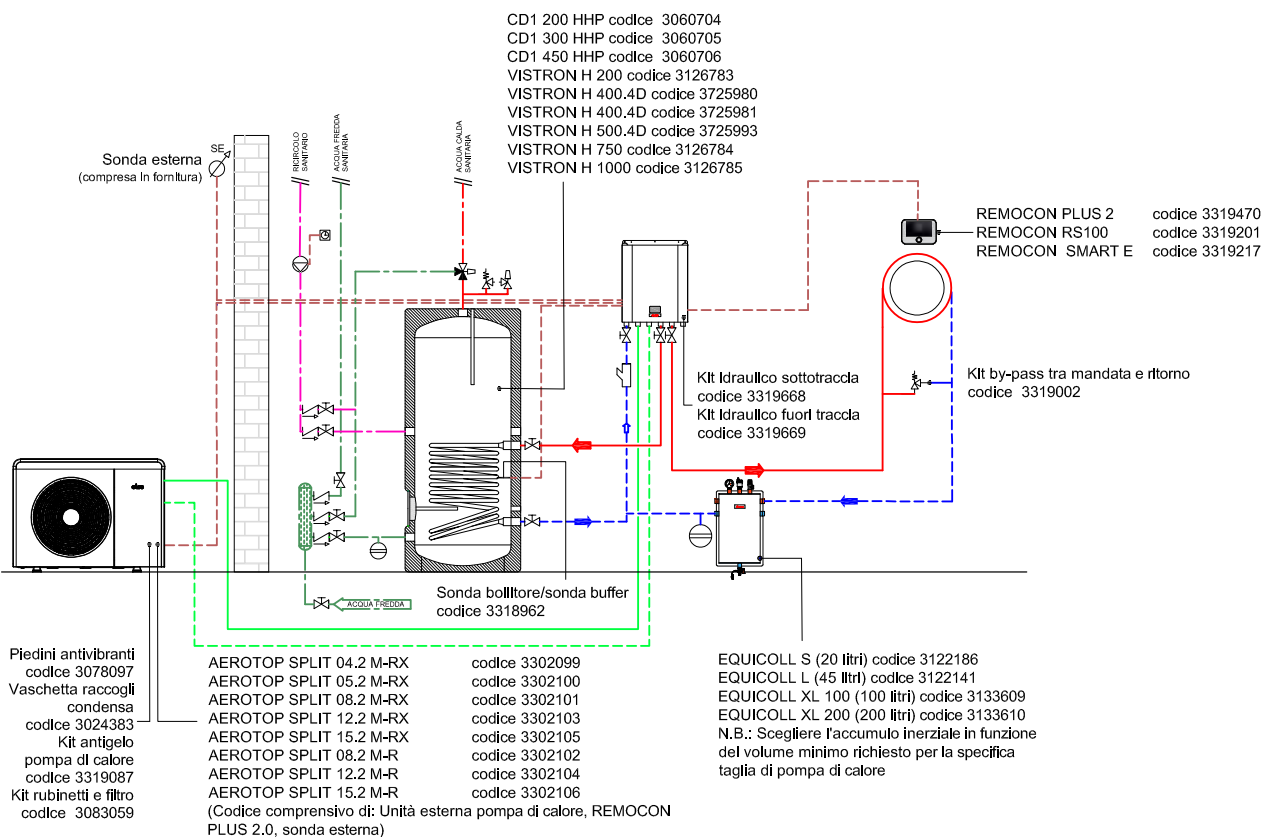 CD1 200 HHP codice 3060704
CD1 300 HHP codice 3060705
CD1 450 HHP codice 3060706
VISTRON H 200 codice 3126783
VISTRON H 400.4D codice 3725980
VISTRON H 400.4D codice 3725981
VISTRON H 500.4D codice 3725993
VISTRON H 750 codice 3126784
VISTRON H 1000 codice 3126785
Sonda esterna
(compresa in fornitura)
SE
RICIRCOLO
SANITARIO
ACQUA FREDDA
SANITARIA
ACQUA CALDA
SANITARIA
REMOCON PLUS 2 codice 3319470
REMOCON RS100 codice 3319201
REMOCON SMART E codice 3319217
Kit idraulico sottotraccia
codice 3319668
Kit idraulico fuori traccia
codice 3319669
Kit by-pass tra mandata e ritorno
codice 3319002
Sonda bollitore/sonda buffer
codice 3318962
ACQUA FREDDA
Piedini antivibranti
codice 3078097
Vaschetta raccogli
condensa
codice 3024383
Kit antigelo
pompa di calore
codice 3319087
Kit rubinetti e filtro
codice 3083059
AEROTOP SPLIT 04.2 M-RX codice 3302099
AEROTOP SPLIT 05.2 M-RX codice 3302100
AEROTOP SPLIT 08.2 M-RX codice 3302101
AEROTOP SPLIT 12.2 M-RX codice 3302103
AEROTOP SPLIT 15.2 M-RX codice 3302105
AEROTOP SPLIT 08.2 M-R codice 3302102
AEROTOP SPLIT 12.2 M-R codice 3302104
AEROTOP SPLIT 15.2 M-R codice 3302106
(Codice comprensivo di: Unità esterna pompa di calore, REMOCON
PLUS 2.0, sonda esterna)
EQUICOLL S (20 litri) codice 3122186
EQUICOLL L (45 litri) codice 3122141
EQUICOLL XL 100 (100 litri) codice 3133609
EQUICOLL XL 200 (200 litri) codice 3133610
N.B.: Scegliere l'accumulo inerziale in funzione
del volume minimo richiesto per la specifica
taglia di pompa di calore